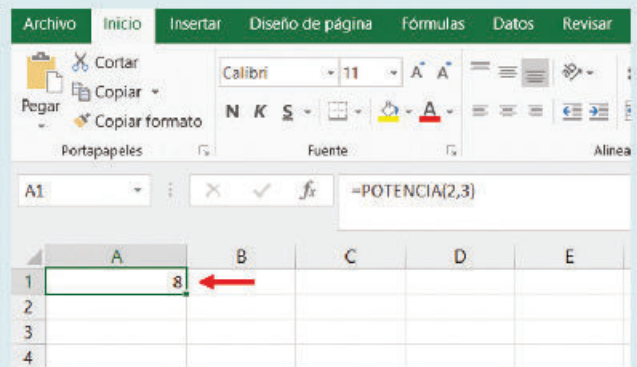 Archivo Inicio Insertar Diseño de página Fórmulas Datos Revisar
Cortar
Copiar
Pegar
Copiar formato
Calibri 11 A A
N K S A
Portapapeles Fuente Alinea
A1 fx =POTENCIA(2,3)
A B C D E
1 8
2
3
4